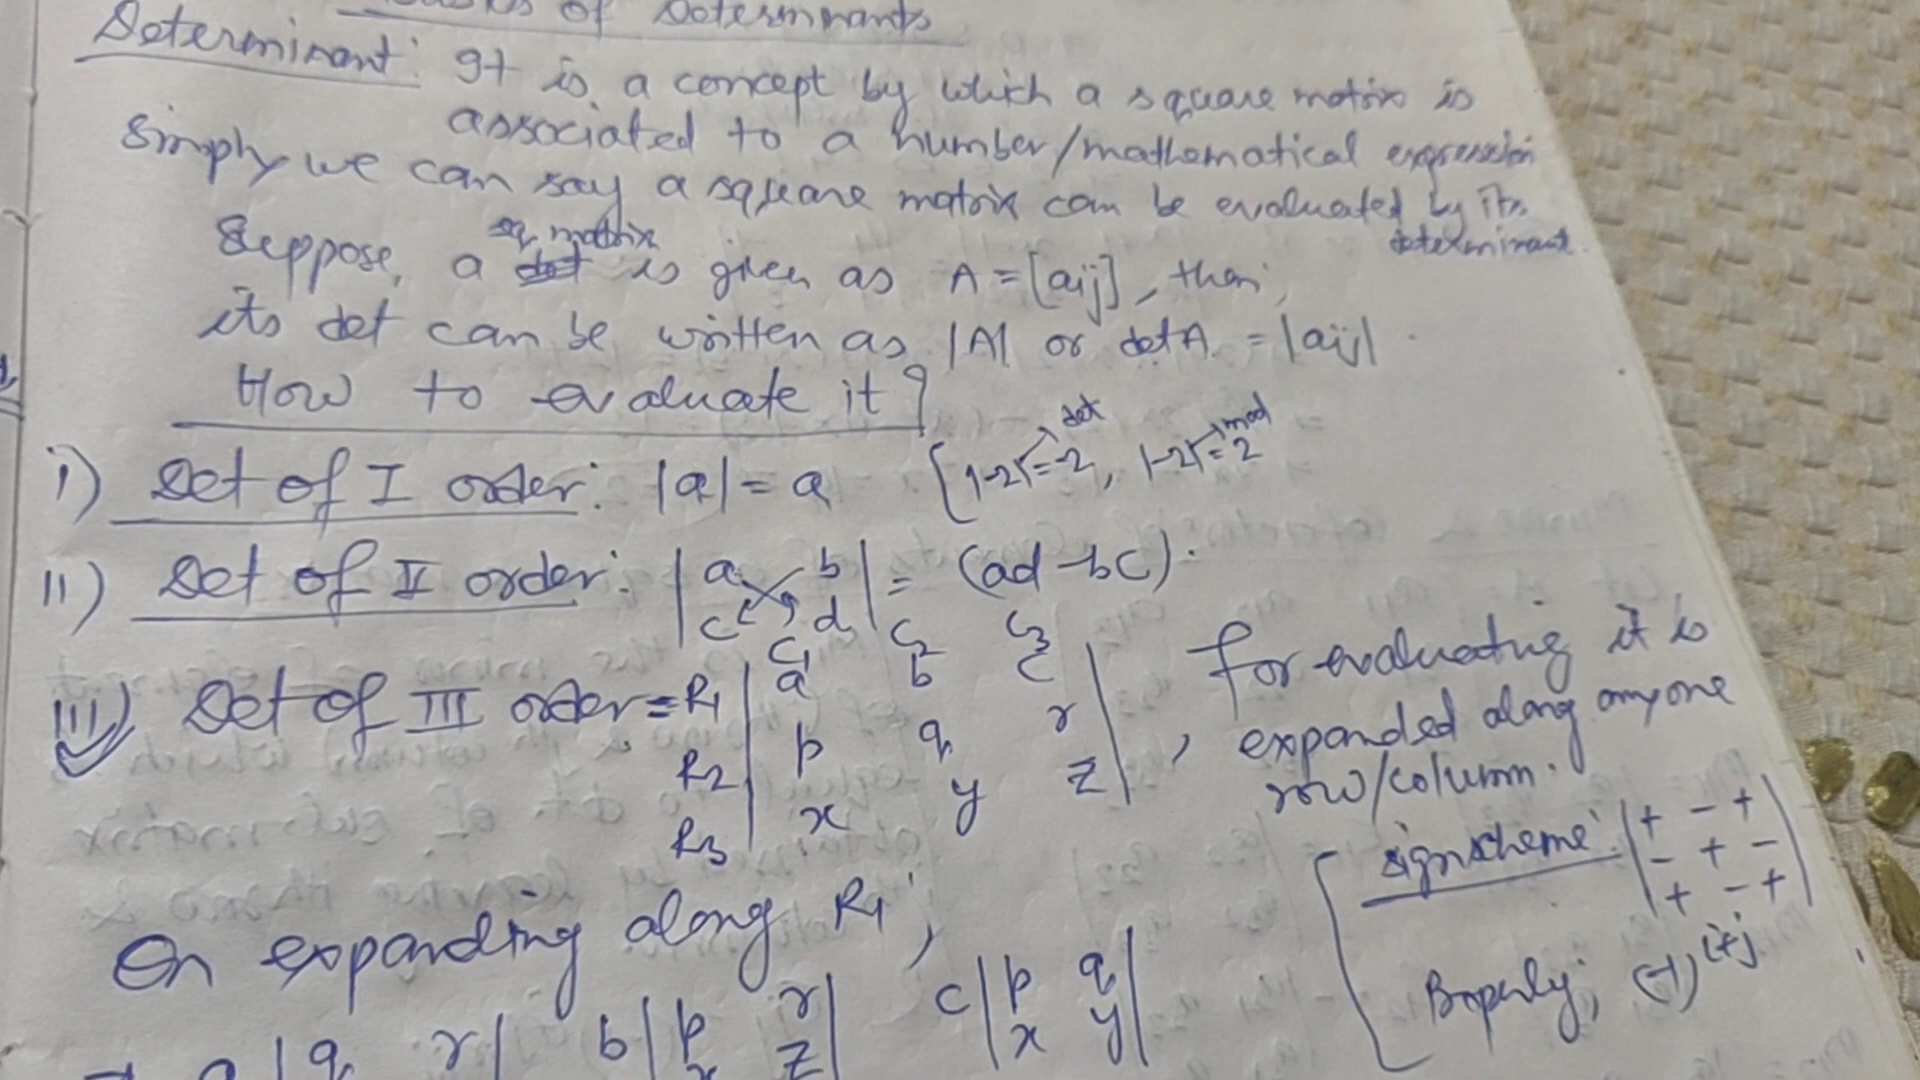 of Determinants
Determinant: It is a concept by which a square matrix is
associated to a number/mathematical expression
Simply we can say a square matrix can be evaluated by its
determinant.
Suppose, a sq. matrix is given as A = [aij], then,
its det can be written as |A| or det A = |aij|
How to evaluate it?
i) Det of I order: |a| = a [|-2| = -2, |-2| = 2
det mod
ii) Det of II order: |a b| = (ad - bc).
c d
C1 C2 C3
iii) Det of III order = R1 | a b c |, for evaluating it is
R2 | p q r | expanded along anyone
R3 | x y z | row/column.
sign scheme: | + - + |
| - + - |
| + - + |
Properly; (-1)^i+j
On expanding along R1,
a | q r | b | p r | c | p q |
z x y